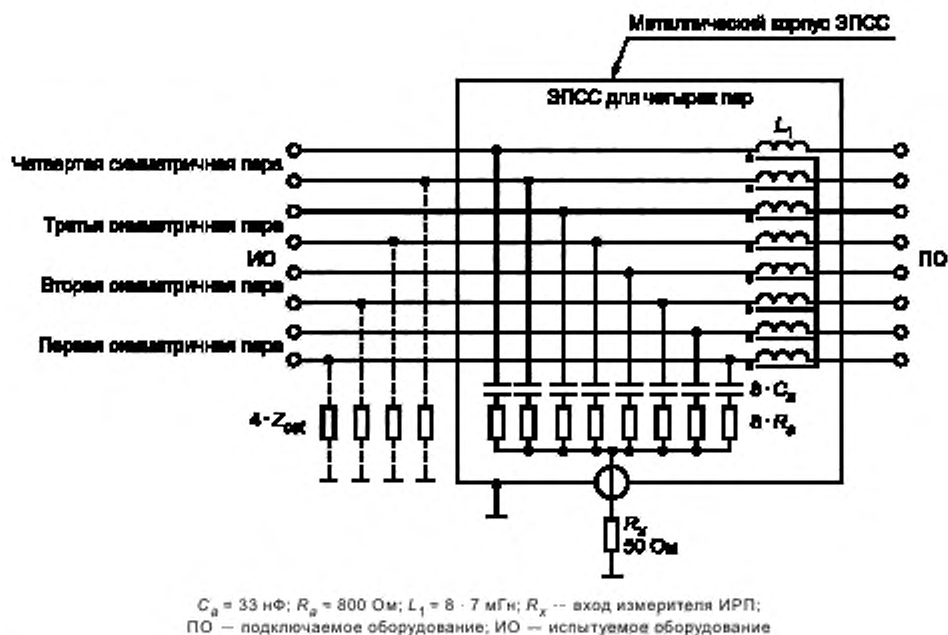 Металлический корпус ЭПСС
ЭПСС для четырех пар
L₁
Четвертая симметричная пара
Третья симметричная пара
ИО
ПО
Вторая симметричная пара
Первая симметричная пара
8 · Cₐ
4 · Z_cat
8 · Rₐ
Rₓ
50 Ом
Cₐ = 33 нФ; Rₐ = 800 Ом; L₁ = 8 · 7 мГн; Rₓ -- вход измерителя ИРП;
ПО — подключаемое оборудование; ИО — испытуемое оборудование